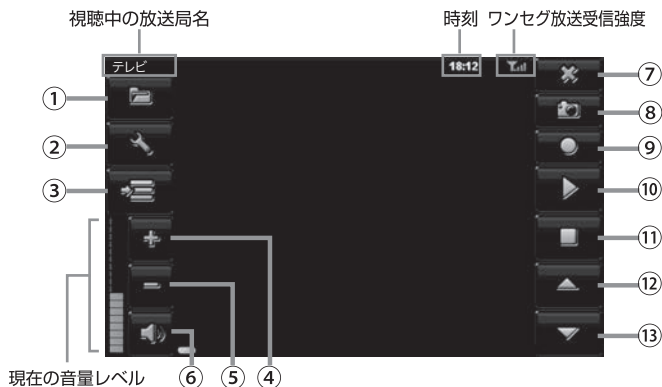 視聴中の放送局名
時刻 ワンセグ放送受信強度
テレビ
18:12
①
②
③
⑦
⑧
⑨
⑩
⑪
⑫
⑬
現在の音量レベル
⑥ ⑤ ④